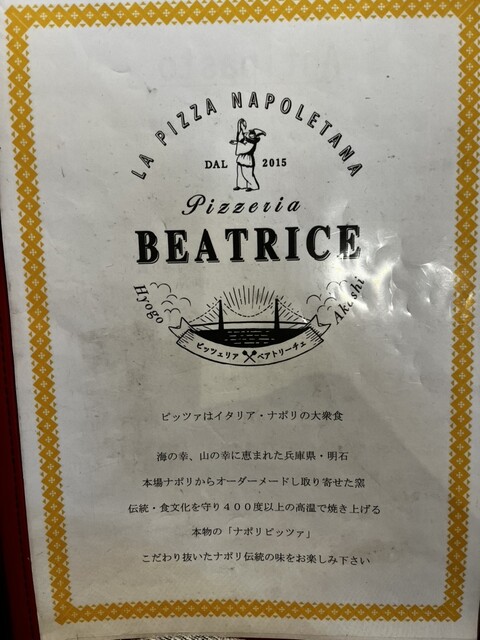 LA PIZZA NAPOLETANA
DAL 2015
Pizzeria
BEATRICE
Hyogo Akashi
ピッツェリア ベアトリーチェ
ピッツァはイタリア・ナポリの大衆食
海の幸、山の幸に恵まれた兵庫県・明石
本場ナポリからオーダーメードし取り寄せた窯
伝統・食文化を守り４００度以上の高温で焼き上げる
本物の「ナポリピッツァ」
こだわり抜いたナポリ伝統の味をお楽しみ下さい